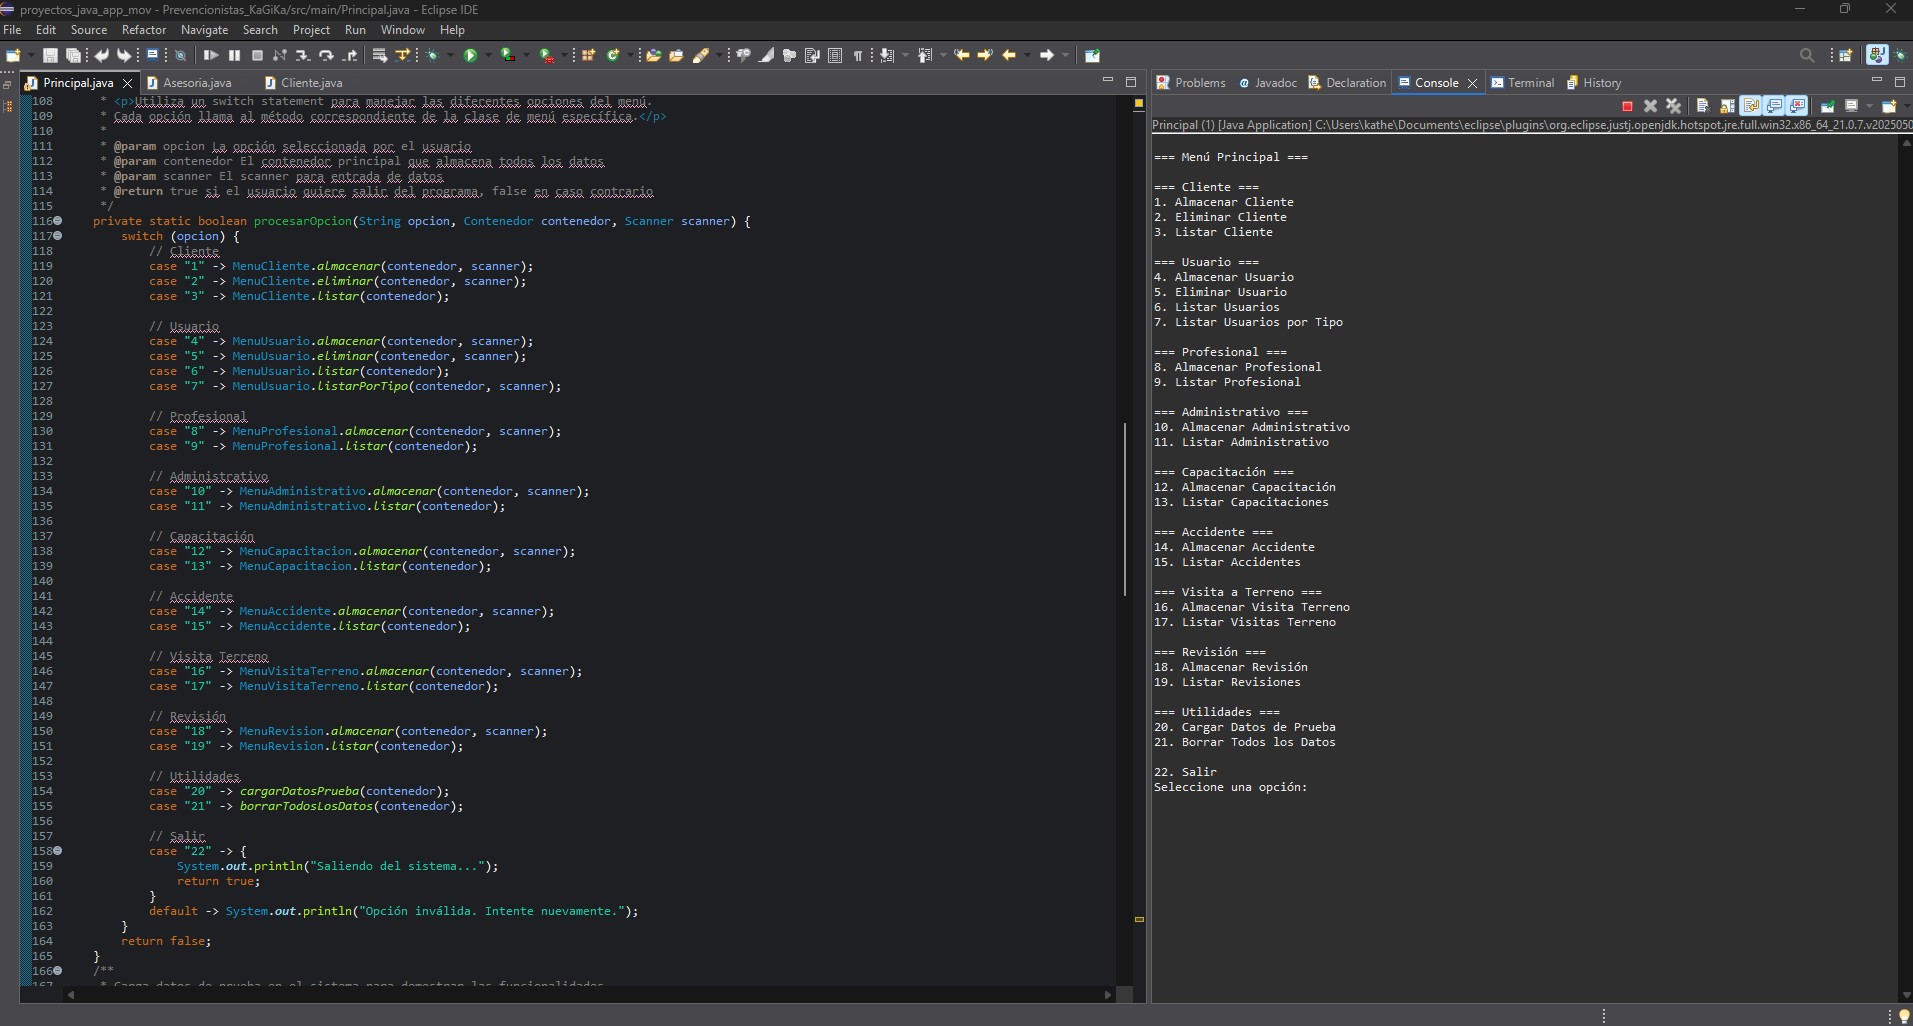 proyectos_java_app_mov - Prevencionistas_KaGiKa/src/main/Principal.java - Eclipse IDE
File Edit Source Refactor Navigate Search Project Run Window Help
Principal.java Asesoria.java Cliente.java
108 * <p>Utiliza un switch statement para manejar las diferentes opciones del menú.
109 * Cada opción llama al método correspondiente de la clase de menú específica.</p>
110 *
111 * @param opcion La opción seleccionada por el usuario
112 * @param contenedor El contenedor principal que almacena todos los datos
113 * @param scanner El scanner para entrada de datos
114 * @return true si el usuario quiere salir del programa, false en caso contrario
115 */
116 private static boolean procesarOpcion(String opcion, Contenedor contenedor, Scanner scanner) {
117 switch (opcion) {
118 // Cliente
119 case "1" -> MenuCliente.almacenar(contenedor, scanner);
120 case "2" -> MenuCliente.eliminar(contenedor, scanner);
121 case "3" -> MenuCliente.listar(contenedor);
122
123 // Usuario
124 case "4" -> MenuUsuario.almacenar(contenedor, scanner);
125 case "5" -> MenuUsuario.eliminar(contenedor, scanner);
126 case "6" -> MenuUsuario.listar(contenedor);
127 case "7" -> MenuUsuario.listarPorTipo(contenedor, scanner);
128
129 // Profesional
130 case "8" -> MenuProfesional.almacenar(contenedor, scanner);
131 case "9" -> MenuProfesional.listar(contenedor);
132
133 // Administrativo
134 case "10" -> MenuAdministrativo.almacenar(contenedor, scanner);
135 case "11" -> MenuAdministrativo.listar(contenedor);
136
137 // Capacitación
138 case "12" -> MenuCapacitacion.almacenar(contenedor, scanner);
139 case "13" -> MenuCapacitacion.listar(contenedor);
140
141 // Accidente
142 case "14" -> MenuAccidente.almacenar(contenedor, scanner);
143 case "15" -> MenuAccidente.listar(contenedor);
144
145 // Visita Terreno
146 case "16" -> MenuVisitaTerreno.almacenar(contenedor, scanner);
147 case "17" -> MenuVisitaTerreno.listar(contenedor);
148
149 // Revisión
150 case "18" -> MenuRevision.almacenar(contenedor, scanner);
151 case "19" -> MenuRevision.listar(contenedor);
152
153 // Utilidades
154 case "20" -> cargarDatosPrueba(contenedor);
155 case "21" -> borrarTodosLosDatos(contenedor);
156
157 // Salir
158 case "22" -> {
159 System.out.println("Saliendo del sistema...");
160 return true;
161 }
162 default -> System.out.println("Opción inválida. Intente nuevamente.");
163 }
164 return false;
165 }
166 /**
167 * Carga datos de prueba en el sistema para demostrar las funcionalidades
Problems Javadoc Declaration Console Terminal History
Principal (1) [Java Application] C:\Users\kathe\Documents\eclipse\plugins\org.eclipse.justj.openjdk.hotspot.jre.full.win32.x86_64_21.0.7.v2025050
=== Menú Principal ===
=== Cliente ===
1. Almacenar Cliente
2. Eliminar Cliente
3. Listar Cliente
=== Usuario ===
4. Almacenar Usuario
5. Eliminar Usuario
6. Listar Usuarios
7. Listar Usuarios por Tipo
=== Profesional ===
8. Almacenar Profesional
9. Listar Profesional
=== Administrativo ===
10. Almacenar Administrativo
11. Listar Administrativo
=== Capacitación ===
12. Almacenar Capacitación
13. Listar Capacitaciones
=== Accidente ===
14. Almacenar Accidente
15. Listar Accidentes
=== Visita a Terreno ===
16. Almacenar Visita Terreno
17. Listar Visitas Terreno
=== Revisión ===
18. Almacenar Revisión
19. Listar Revisiones
=== Utilidades ===
20. Cargar Datos de Prueba
21. Borrar Todos los Datos
22. Salir
Seleccione una opción: